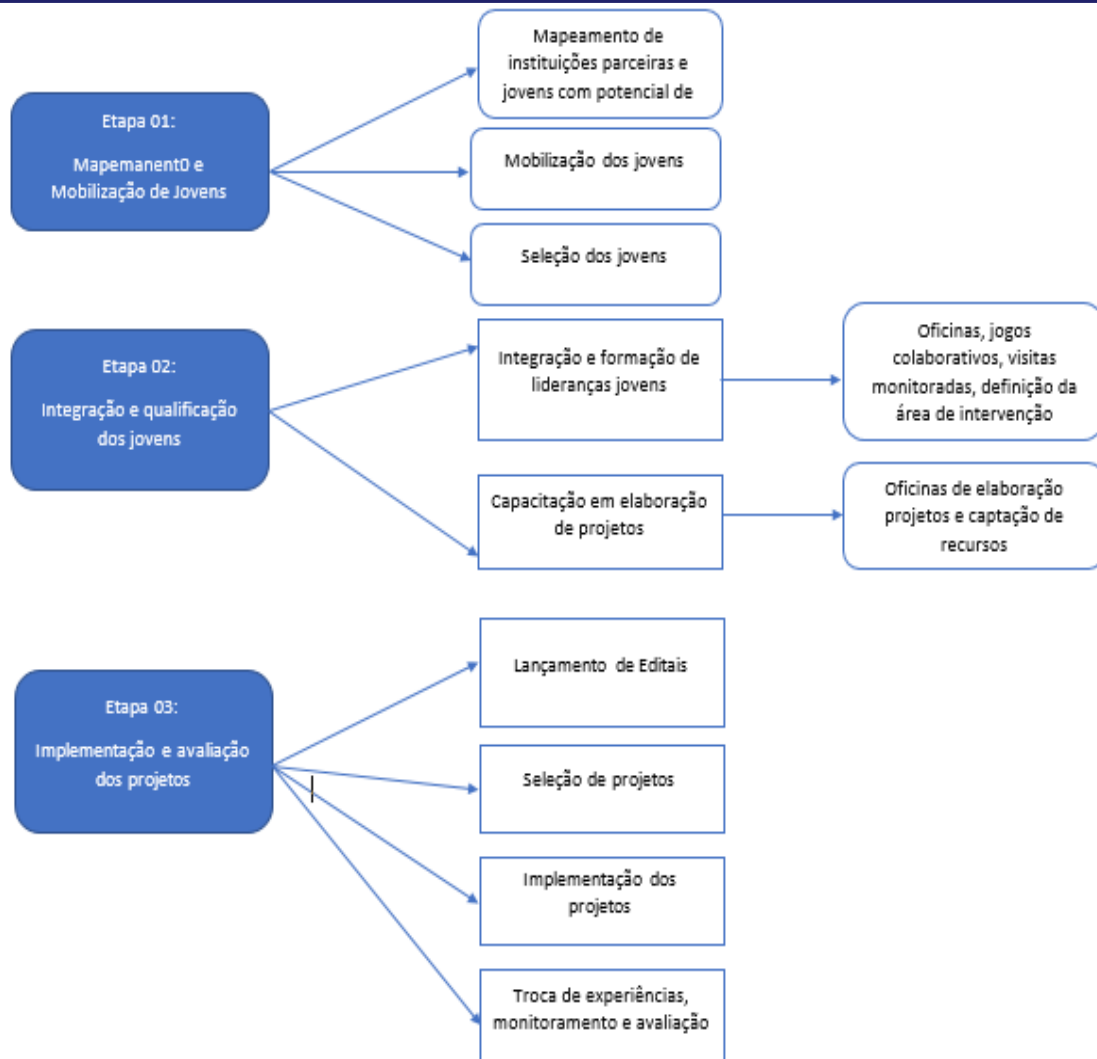 Etapa 01:
Mapemanent0 e
Mobilização de Jovens
Mapeamento de
instituições parceiras e
jovens com potencial de
Mobilização dos jovens
Seleção dos jovens
Etapa 02:
Integração e qualificação
dos jovens
Integração e formação de
lideranças jovens
Oficinas, jogos
colaborativos, visitas
monitoradas, definição da
área de intervenção
Capacitação em elaboração
de projetos
Oficinas de elaboração
projetos e captação de
recursos
Etapa 03:
Implementação e avaliação
dos projetos
Lançamento de Editais
Seleção de projetos
Implementação dos
projetos
Troca de experiências,
monitoramento e avaliação